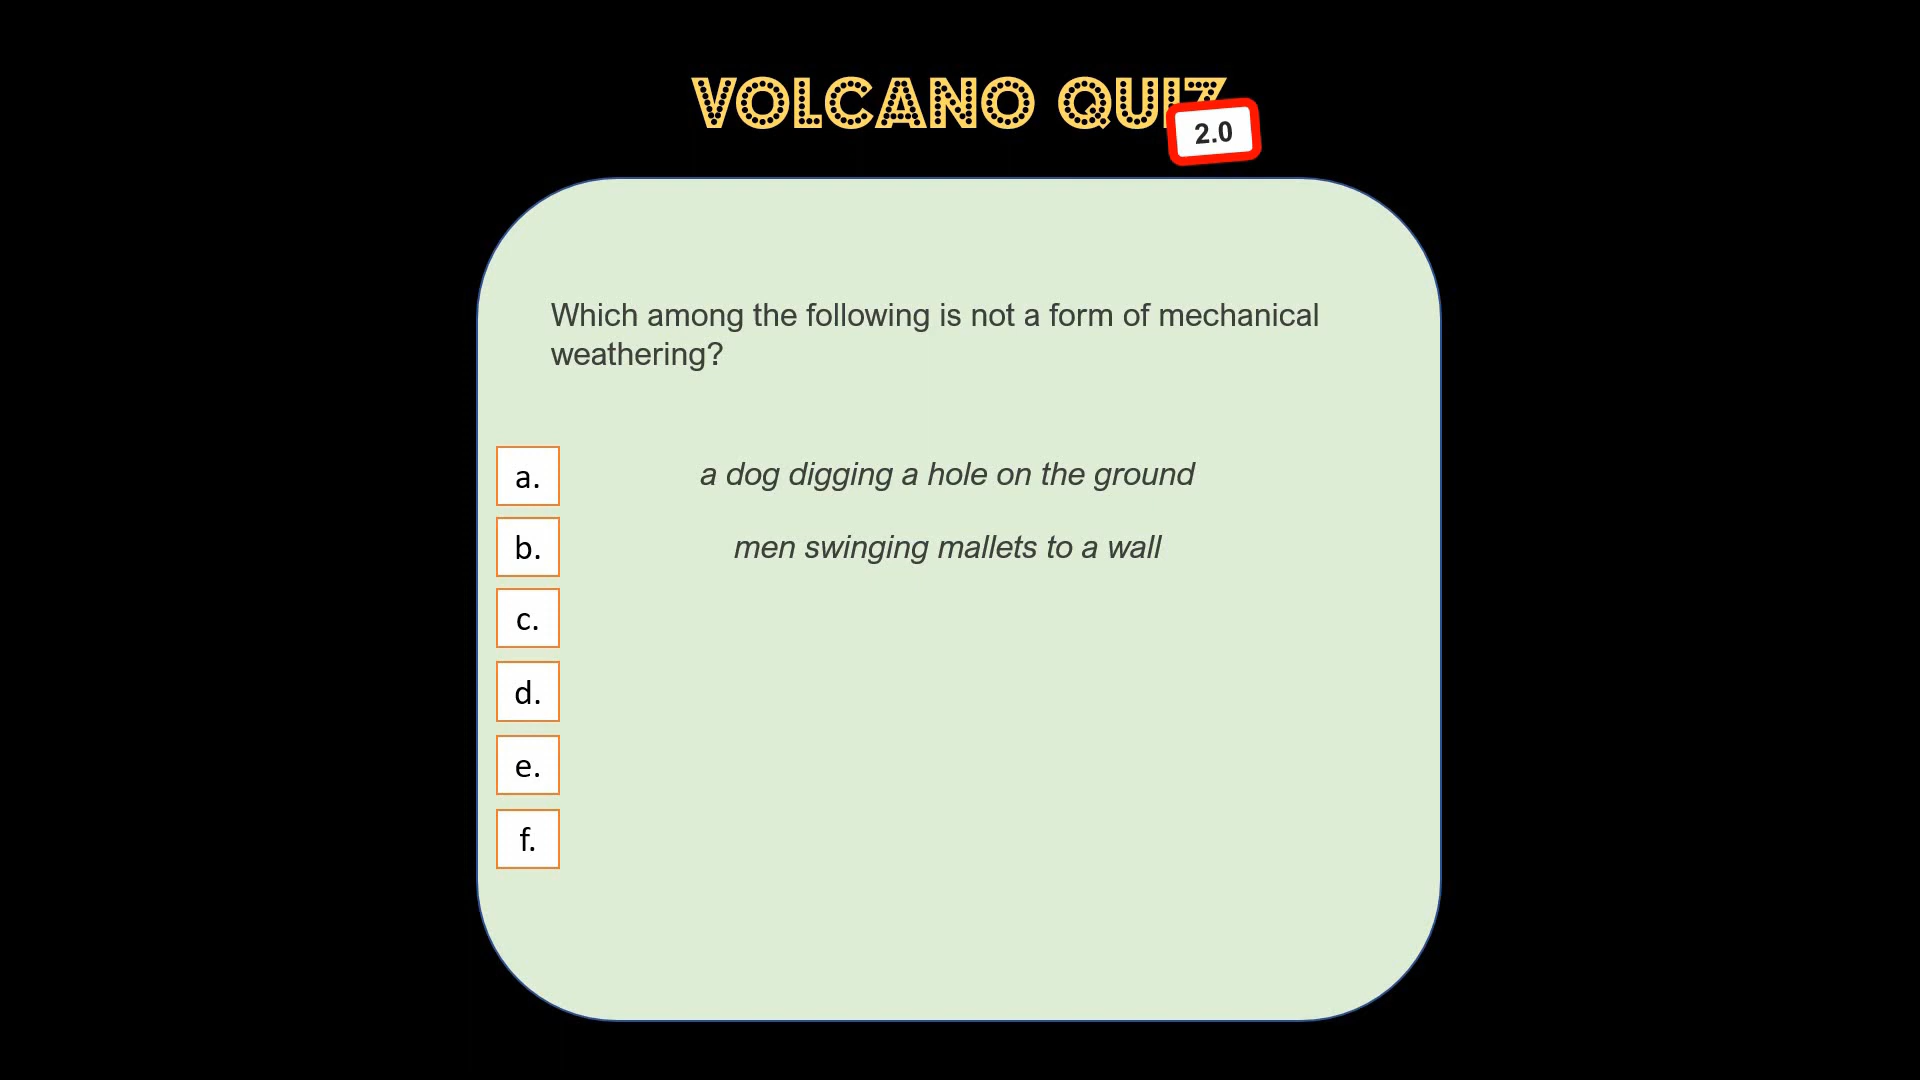 VOLCANO QUIZ
2.0
Which among the following is not a form of mechanical
weathering?
a. a dog digging a hole on the ground
b. men swinging mallets to a wall
c.
d.
e.
f.